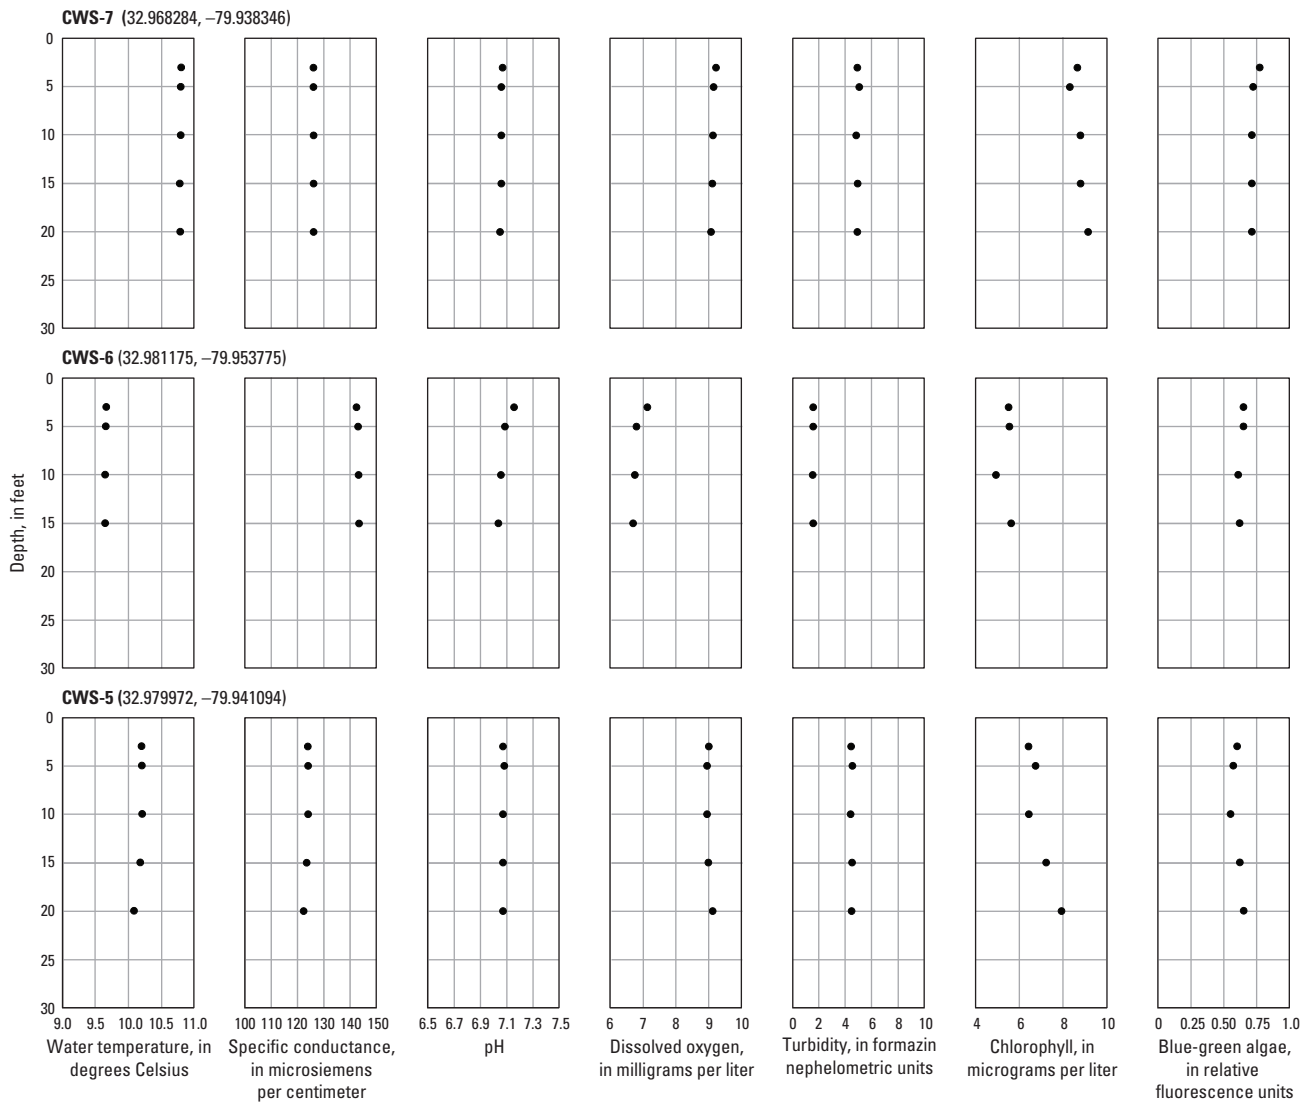 CWS-7 (32.968284, –79.938346)
0
5
10
15
20
25
30
CWS-6 (32.981175, –79.953775)
0
5
10
15
20
25
30
Depth, in feet
CWS-5 (32.979972, –79.941094)
0
5
10
15
20
25
30
9.0 9.5 10.0 10.5 11.0 100 110 120 130 140 150 6.5 6.7 6.9 7.1 7.3 7.5 6 7 8 9 10 0 2 4 6 8 10 4 6 8 10 0 0.25 0.50 0.75 1.0
Water temperature, in
degrees Celsius
Specific conductance,
in microsiemens
per centimeter
pH
Dissolved oxygen,
in milligrams per liter
Turbidity, in formazin
nephelometric units
Chlorophyll, in
micrograms per liter
Blue-green algae,
in relative
fluorescence units